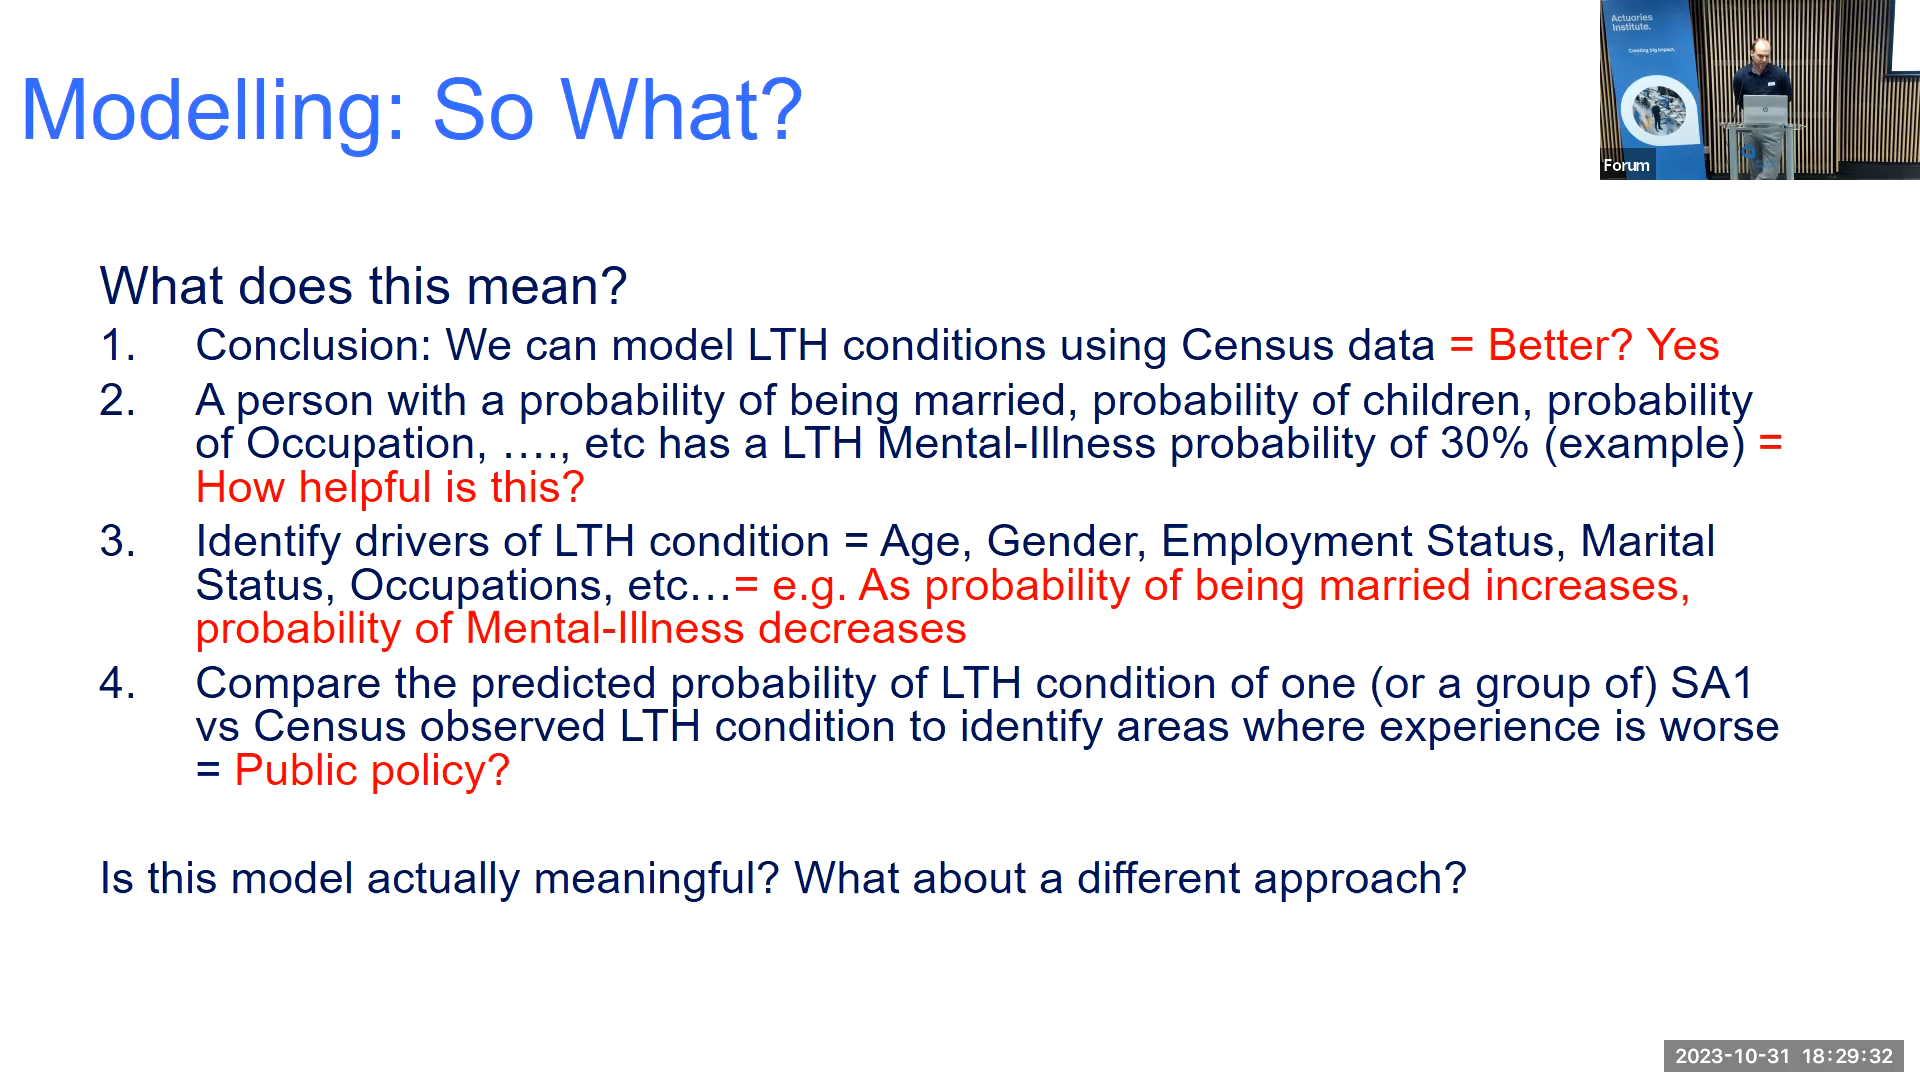 Modelling: So What?
Actuaries
Institute.
Creating big impact.
Forum
What does this mean?
1. Conclusion: We can model LTH conditions using Census data = Better? Yes
2. A person with a probability of being married, probability of children, probability
of Occupation, …., etc has a LTH Mental-Illness probability of 30% (example) =
How helpful is this?
3. Identify drivers of LTH condition = Age, Gender, Employment Status, Marital
Status, Occupations, etc…= e.g. As probability of being married increases,
probability of Mental-Illness decreases
4. Compare the predicted probability of LTH condition of one (or a group of) SA1
vs Census observed LTH condition to identify areas where experience is worse
= Public policy?
Is this model actually meaningful? What about a different approach?
2023-10-31 18:29:32